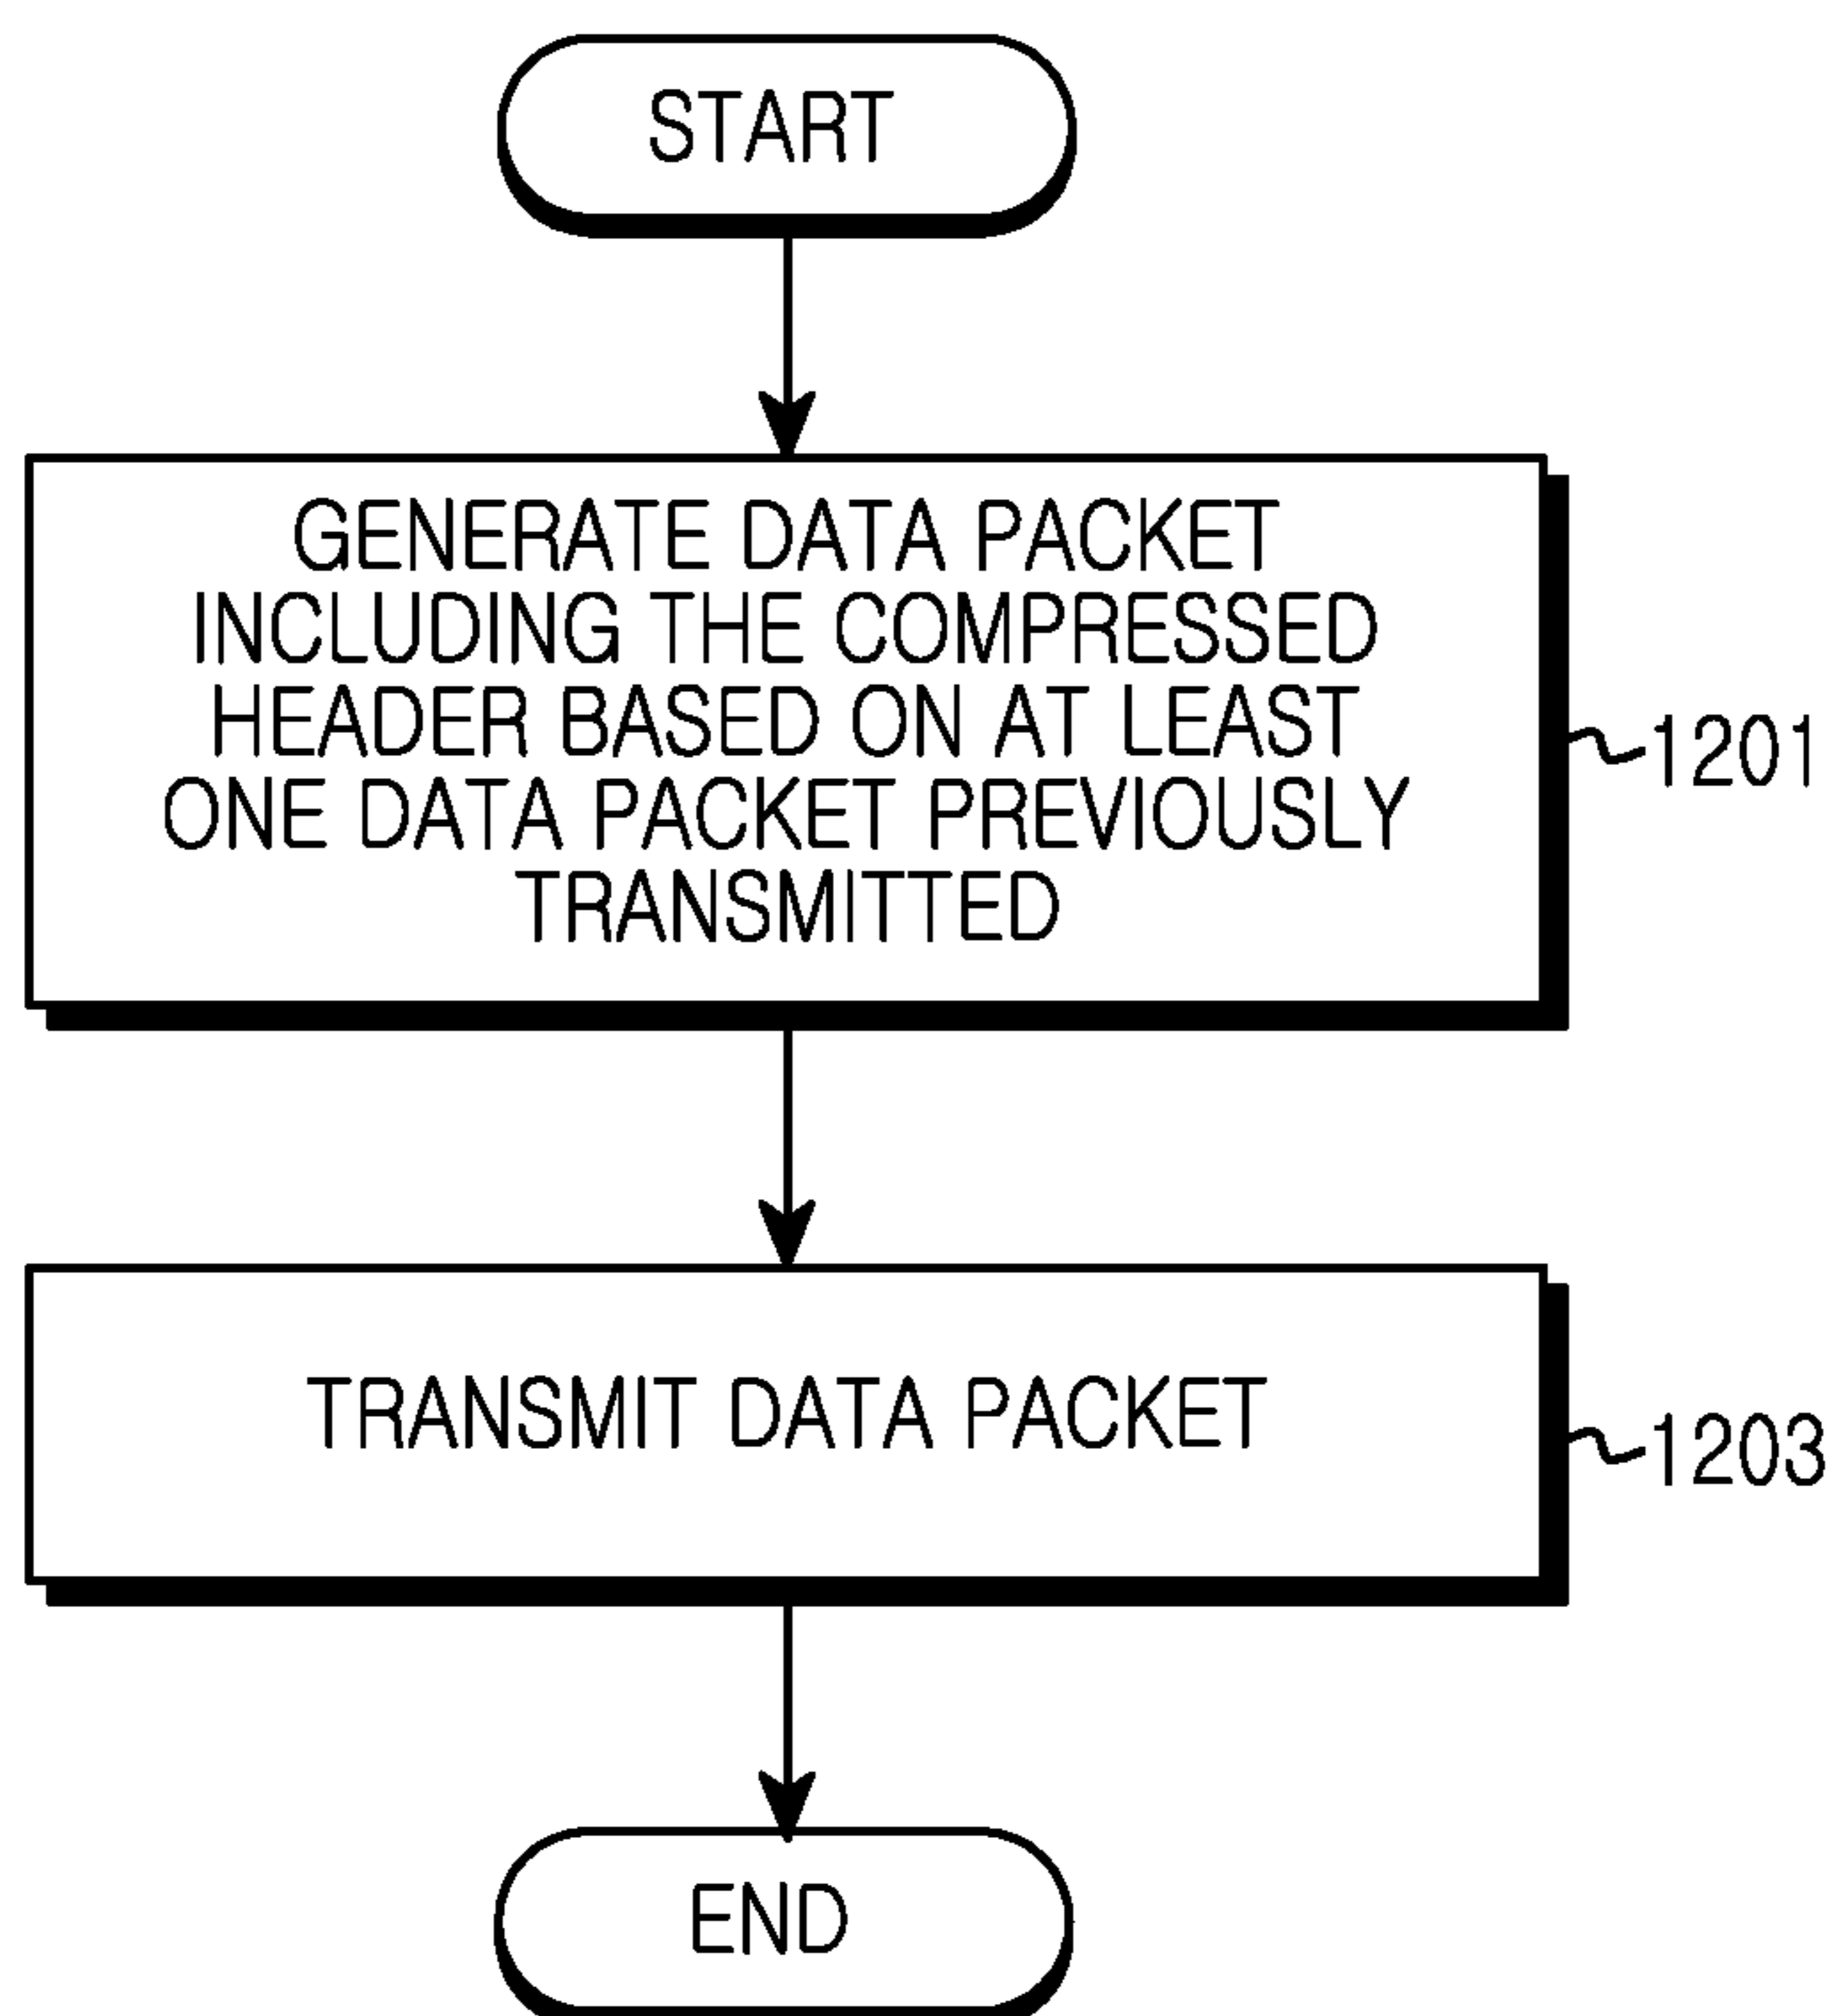 START
GENERATE DATA PACKET
INCLUDING THE COMPRESSED
HEADER BASED ON AT LEAST
ONE DATA PACKET PREVIOUSLY
TRANSMITTED
1201
TRANSMIT DATA PACKET
1203
END